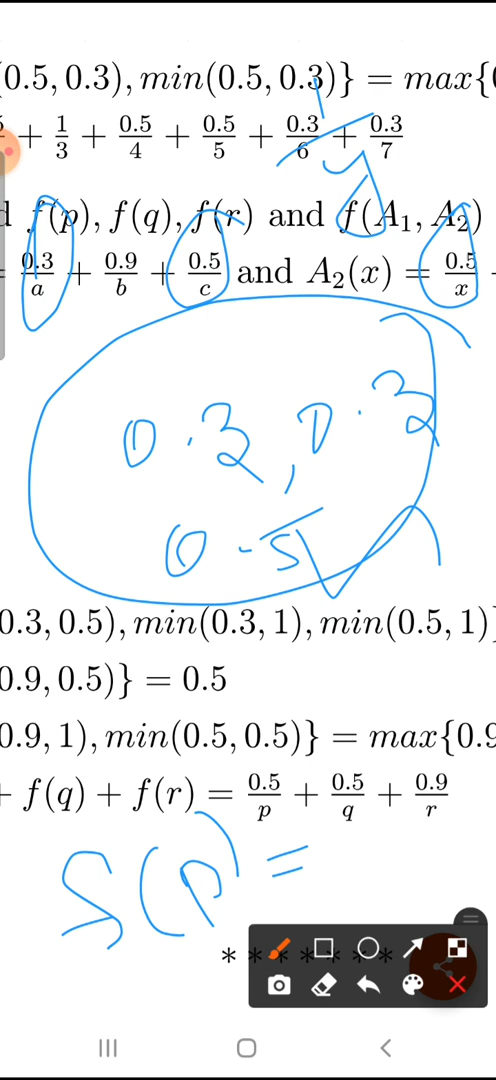 (0.5, 0.3), min(0.5, 0.3)} = max{0
+ 1/3 + 0.5/4 + 0.5/5 + 0.3/6 + 0.3/7
d f(p), f(q), f(r) and f(A₁, A₂)
= 0.3/a + 0.9/b + 0.5/c and A₂(x) = 0.5/x
0.3, 0.3
0.5
0.3, 0.5), min(0.3, 1), min(0.5, 1)
0.9, 0.5)} = 0.5
0.9, 1), min(0.5, 0.5)} = max{0.9
+ f(q) + f(r) = 0.5/p + 0.5/q + 0.9/r
f(p) =
* * * * * *